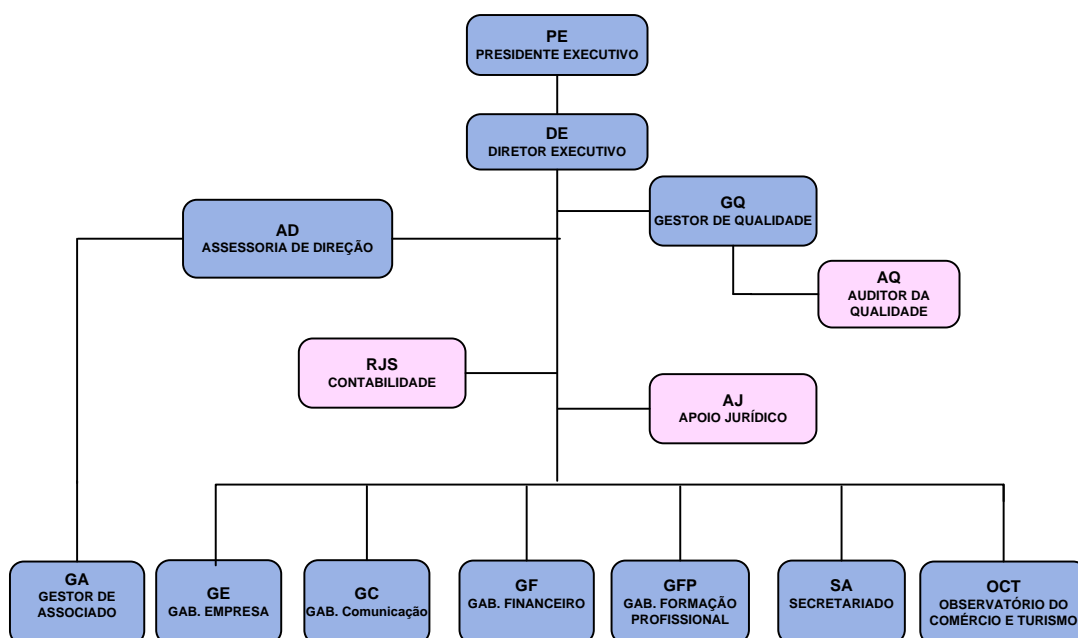 PE
PRESIDENTE EXECUTIVO
DE
DIRETOR EXECUTIVO
GQ
GESTOR DE QUALIDADE
AD
ASSESSORIA DE DIREÇÃO
AQ
AUDITOR DA
QUALIDADE
RJS
CONTABILIDADE
AJ
APOIO JURÍDICO
GA
GESTOR DE
ASSOCIADO
GE
GAB. EMPRESA
GC
GAB. Comunicação
GF
GAB. FINANCEIRO
GFP
GAB. FORMAÇÃO
PROFISSIONAL
SA
SECRETARIADO
OCT
OBSERVATÓRIO DO
COMÉRCIO E TURISMO